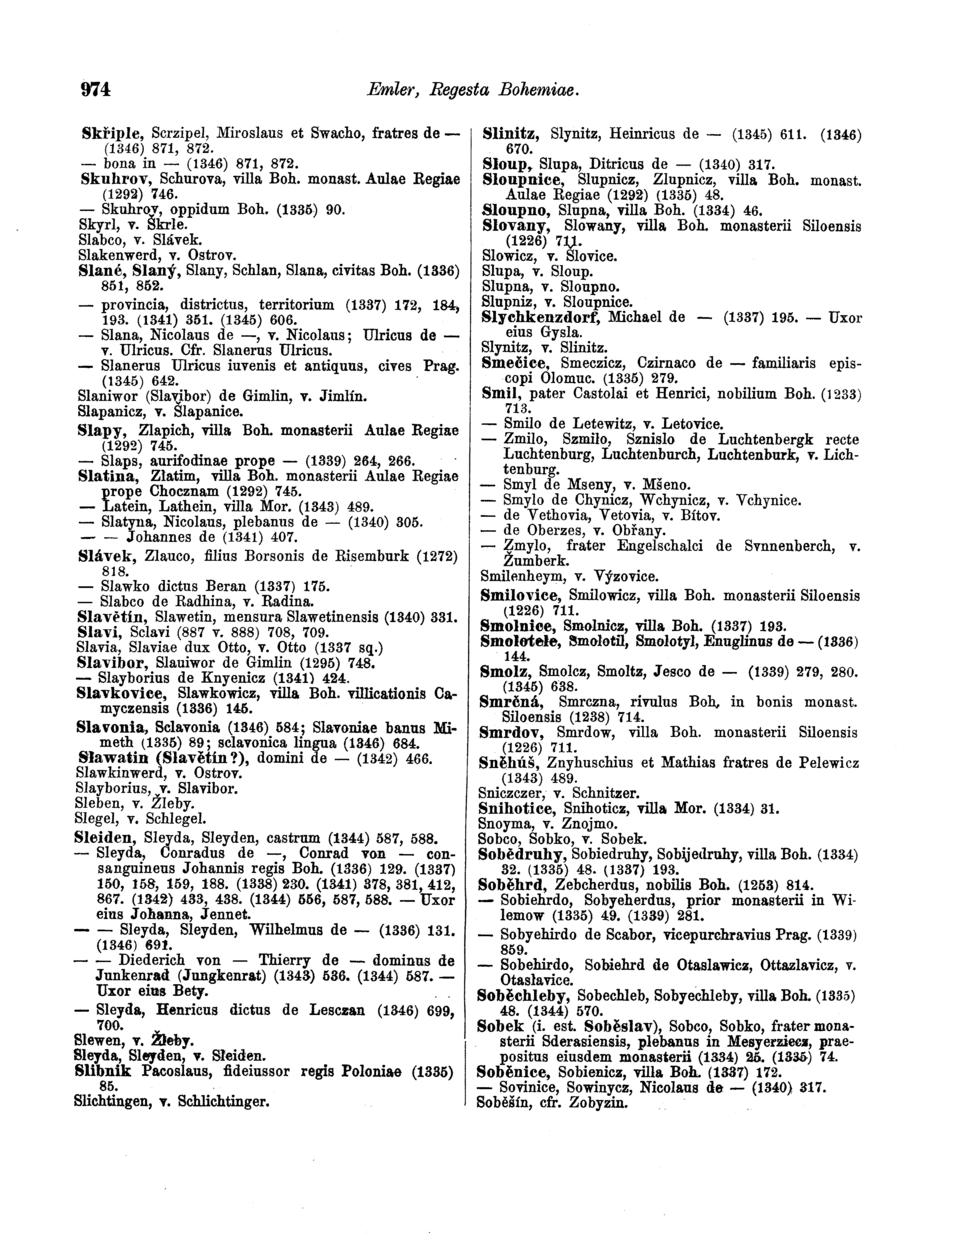 974
Emler, Regesta Bohemiae.
Skřiple, Scrzipel, Miroslaus et Swacho, fratres de —
(1346) 871, 872.
— bona in — (1346) 871, 872.
Skuhrov, Schurova, villa Boh. monast. Aulae Regiae
(1292) 746.
— Skuhrov, oppidum Boh. (1335) 90.
Skyrl, v. Škrle.
Slabco, v. Slávek.
Slakenwerd, v. Ostrov.
Slané, Slaný, Slany, Schlan, Slana, civitas Boh. (1336)
851, 852.
— provincia, districtus, territorium (1337) 172, 184,
193. (1341) 351. (1345) 606.
— Slana, Nicolaus de —, v. Nicolaus; Ulricus de —
v. Ulricus. Cfr. Slanerus Ulricus.
— Slanerus Ulricus iuvenis et antiquus, cives Prag.
(1345) 642.
Slaniwor (Slavibor) de Gimlin, v. Jimlín.
Slapanicz, v. Šlapanice.
Slapy, Zlapich, villa Boh. monasterii Aulae Regiae
(1292) 745.
— Slaps, aurifodinae prope — (1339) 264, 266.
Slatina, Zlatim, villa Boh. monasterii Aulae Regiae
prope Chocznam (1292) 745.
— Latein, Lathein, villa Mor. (1343) 489.
— Slatyna, Nicolaus, plebanus de — (1340) 305.
— — Johannes de (1341) 407.
Slávek, Zlauco, filius Borsonis de Risemburk (1272)
818.
— Slawko dictus Beran (1337) 175.
— Slabco de Radhina, v. Radina.
Slavětín, Slawetin, mensura Slawetinensis (1340) 331.
Slavi, Sclavi (887 v. 888) 708, 709.
Slavia, Slaviae dux Otto, v. Otto (1337 sq.)
Slavibor, Slauiwor de Gimlin (1295) 748.
— Slayborius de Knyenicz (1341) 424.
Slavkovice, Slawkowicz, villa Boh. villicationis Ca-
myczensis (1336) 145.
Slavonia, Sclavonia (1346) 584; Slavoniae banus Mi-
meth (1335) 89; sclavonica lingua (1346) 684.
Slawatin (Slavětín?), domini de — (1342) 466.
Slawkinwerd, v. Ostrov.
Slayborius, v. Slavibor.
Sleben, v. Žleby.
Slegel, v. Schlegel.
Sleiden, Sleyda, Sleyden, castrum (1344) 587, 588.
— Sleyda, Conradus de —, Conrad von — con-
sanguineus Johannis regis Boh. (1336) 129. (1337)
150, 158, 159, 188. (1338) 230. (1341) 378, 381, 412,
867. (1342) 433, 438. (1344) 556, 587, 588. — Uxor
eius Johanna, Jennet.
— — Sleyda, Sleyden, Wilhelmus de — (1336) 131.
(1346) 691.
— — Diederich von — Thierry de — dominus de
Junkenrad (Jungkenrat) (1343) 536. (1344) 587. —
Uxor eius Bety.
— Sleyda, Henricus dictus de Lesczan (1346) 699,
700.
Slewen, v. Žleby.
Sleyda, Sleyden, v. Sleiden.
Slibnik Pacoslaus, fideiussor regis Poloniae (1335)
85.
Slichtingen, v. Schlichtinger.
Slinitz, Slynitz, Heinricus de — (1345) 611. (1346)
670.
Sloup, Slupa, Ditricus de — (1340) 317.
Sloupnice, Slupnicz, Zlupnicz, villa Boh. monast.
Aulae Regiae (1292) (1335) 48.
Sloupno, Slupna, villa Boh. (1334) 46.
Slovany, Slowany, villa Boh. monasterii Siloensis
(1226) 711.
Slowicz, v. Slovice.
Slupa, v. Sloup.
Slupna, v. Sloupno.
Slupniz, v. Sloupnice.
Slychkenzdorf, Michael de — (1337) 195. — Uxor
eius Gysla.
Slynitz, v. Slinitz.
Smečice, Smeczicz, Czirnaco de — familiaris epis-
copi Olomuc. (1335) 279.
Smil, pater Castolai et Henrici, nobilium Boh. (1233)
713.
— Smilo de Letewitz, v. Letovice.
— Zmilo, Szmilo, Sznislo de Luchtenbergk recte
Luchtenburg, Luchtenburch, Luchtenburk, v. Lich-
tenburg.
— Smyl de Mseny, v. Mšeno.
— Smylo de Chynicz, Wchynicz, v. Vchynice.
— de Vethovia, Vetovia, v. Bítov.
— de Oberzes, v. Obřany.
— Zmylo, frater Engelschalci de Svnnenberch, v.
Žumberk.
Smilenheym, v. Výzovice.
Smilovice, Smilowicz, villa Boh. monasterii Siloensis
(1226) 711.
Smolnice, Smolnicz, villa Boh. (1337) 193.
Smolotele, Smolotil, Smolotyl, Enuglinus de — (1336)
144.
Smolz, Smolcz, Smoltz, Jesco de — (1339) 279, 280.
(1345) 638.
Smrčná, Smrczna, rivulus Boh. in bonis monast.
Siloensis (1238) 714.
Smrdov, Smrdow, villa Boh. monasterii Siloensis
(1226) 711.
Sněhúš, Znyhuschius et Mathias fratres de Pelewicz
(1343) 489.
Sniczczer, v. Schnitzer.
Snihotice, Snihoticz, villa Mor. (1334) 31.
Snoyma, v. Znojmo.
Sobco, Sobko, v. Sobek.
Sobědruhy, Sobiedruhy, Sobijedruhy, villa Boh. (1334)
32. (1335) 48. (1337) 193.
Soběhrd, Zebcherdus, nobilis Boh. (1253) 814.
— Sobiehrdo, Sobyeherdus, prior monasterii in Wi-
lemow (1335) 49. (1339) 281.
— Sobyehirdo de Scabor, vicepurchravius Prag. (1339)
859.
— Sobehirdo, Sobiehrd de Otaslawicz, Ottazlavicz, v.
Otaslavice.
Soběchleby, Sobechleb, Sobyechleby, villa Boh. (1335)
48. (1344) 570.
Sobek (i. est. Soběslav), Sobco, Sobko, frater mona-
sterii Sderasiensis, plebanus in Mesyerziecz, prae-
positus eiusdem monasterii (1334) 25. (1335) 74.
Soběnice, Sobienicz, villa Boh. (1337) 172.
— Sovinice, Sowinycz, Nicolaus de — (1340) 317.
Soběšín, cfr. Zobyzin.